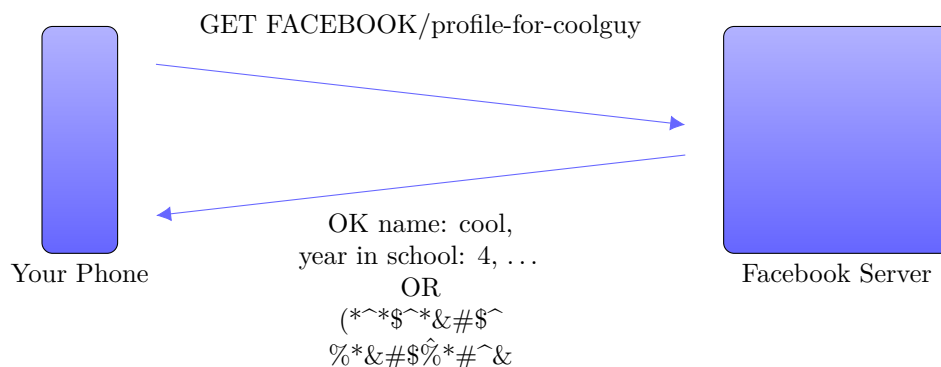 GET FACEBOOK/profile-for-coolguy
Your Phone
Facebook Server
OK name: cool,
year in school: 4, …
OR
(*^*$^*&#$^
%*&#$%̂*#^&